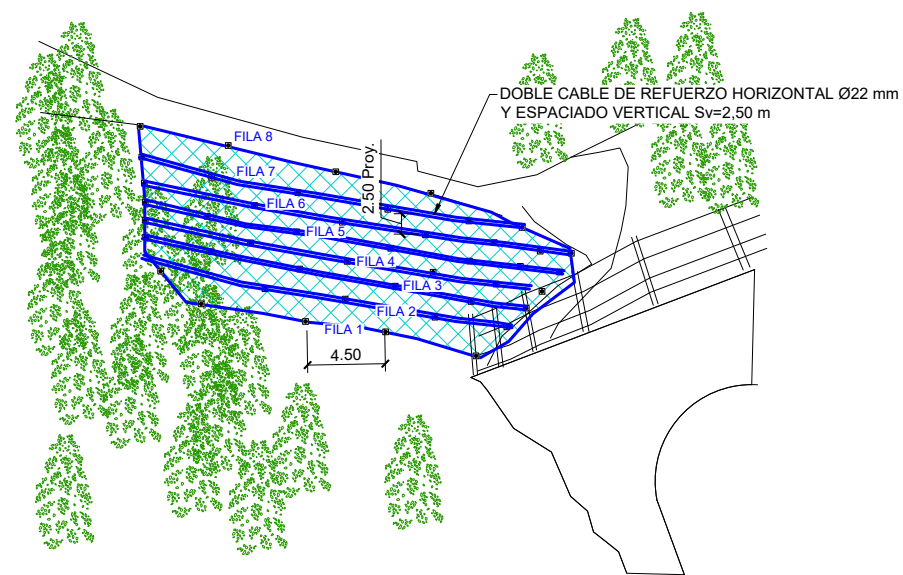 DOBLE CABLE DE REFUERZO HORIZONTAL Ø22 mm
Y ESPACIADO VERTICAL Sv=2,50 m
FILA 8
FILA 7
2.50 Proy.
FILA 6
FILA 5
FILA 4
FILA 3
FILA 2
FILA 1
4.50